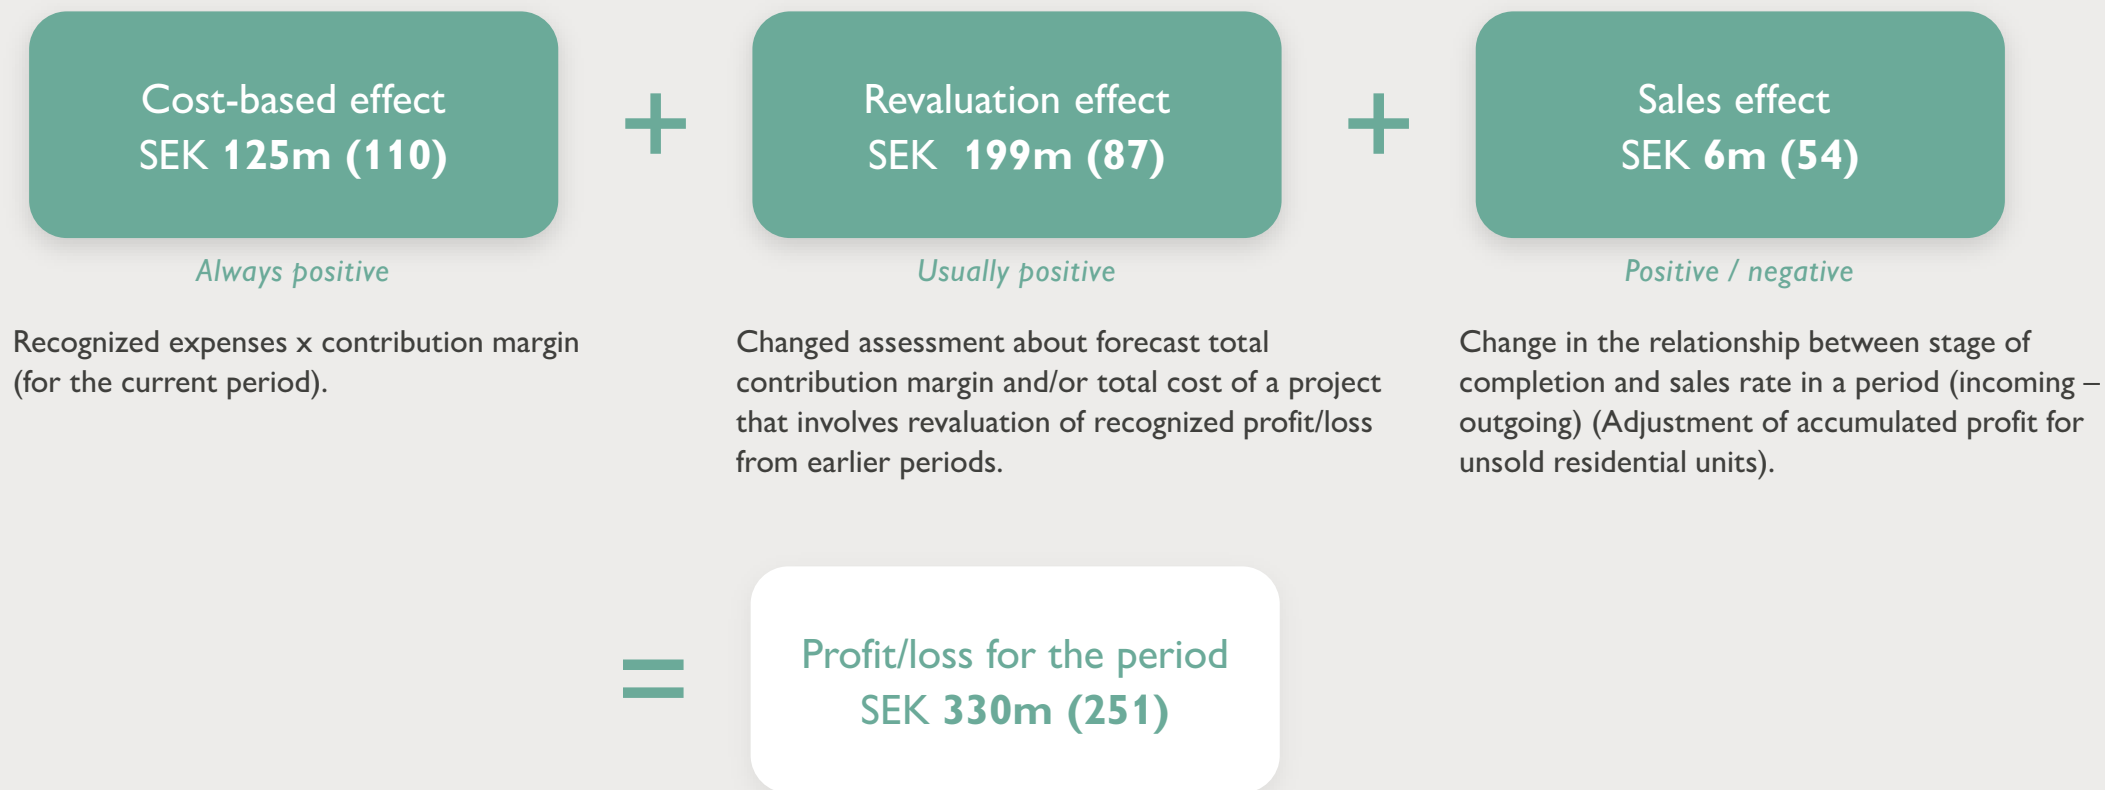 Cost-based effect
SEK 125m (110)
+
Revaluation effect
SEK 199m (87)
+
Sales effect
SEK 6m (54)
Always positive
Usually positive
Positive / negative
Recognized expenses x contribution margin
(for the current period).
Changed assessment about forecast total
contribution margin and/or total cost of a project
that involves revaluation of recognized profit/loss
from earlier periods.
Change in the relationship between stage of
completion and sales rate in a period (incoming –
outgoing) (Adjustment of accumulated profit for
unsold residential units).
=
Profit/loss for the period
SEK 330m (251)